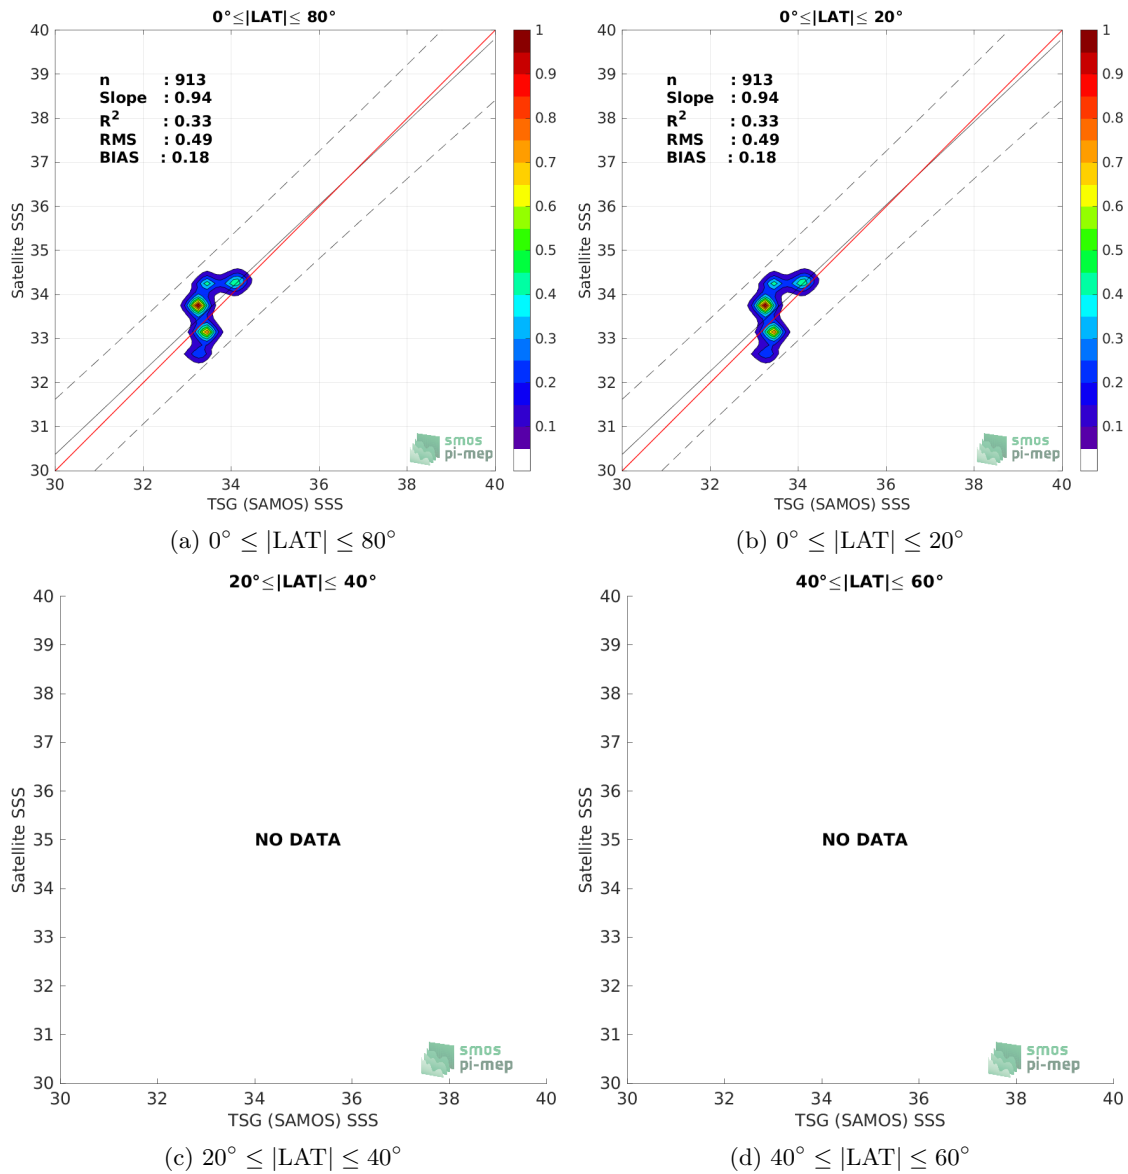 0°≤|LAT|≤ 80°
40
39
38
37
36
35
34
33
32
31
30
Satellite SSS
n : 913
Slope : 0.94
R² : 0.33
RMS : 0.49
BIAS : 0.18
1
0.9
0.8
0.7
0.6
0.5
0.4
0.3
0.2
0.1
smos
pi-mep
30 32 34 36 38 40
TSG (SAMOS) SSS
(a) 0° ≤ |LAT| ≤ 80°
0°≤|LAT|≤ 20°
40
39
38
37
36
35
34
33
32
31
30
Satellite SSS
n : 913
Slope : 0.94
R² : 0.33
RMS : 0.49
BIAS : 0.18
1
0.9
0.8
0.7
0.6
0.5
0.4
0.3
0.2
0.1
smos
pi-mep
30 32 34 36 38 40
TSG (SAMOS) SSS
(b) 0° ≤ |LAT| ≤ 20°
20°≤|LAT|≤ 40°
40
39
38
37
36
35
34
33
32
31
30
Satellite SSS
NO DATA
smos
pi-mep
30 32 34 36 38 40
TSG (SAMOS) SSS
(c) 20° ≤ |LAT| ≤ 40°
40°≤|LAT|≤ 60°
40
39
38
37
36
35
34
33
32
31
30
Satellite SSS
NO DATA
smos
pi-mep
30 32 34 36 38 40
TSG (SAMOS) SSS
(d) 40° ≤ |LAT| ≤ 60°